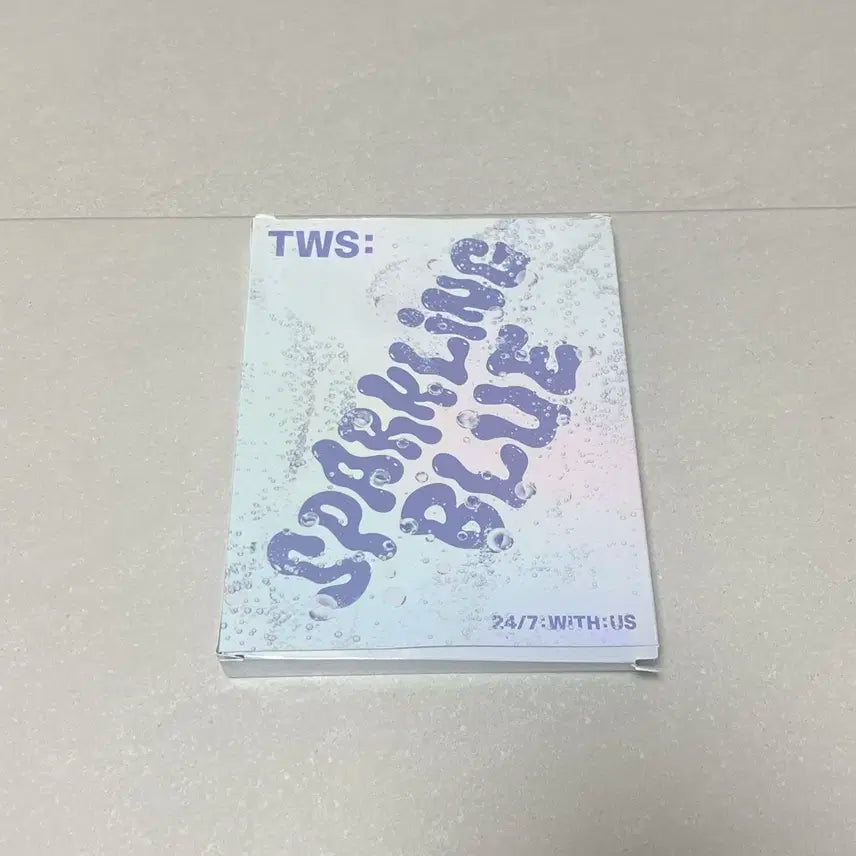 TWS:
SPARKLiNG
BLUE
24/7:WiTH:US